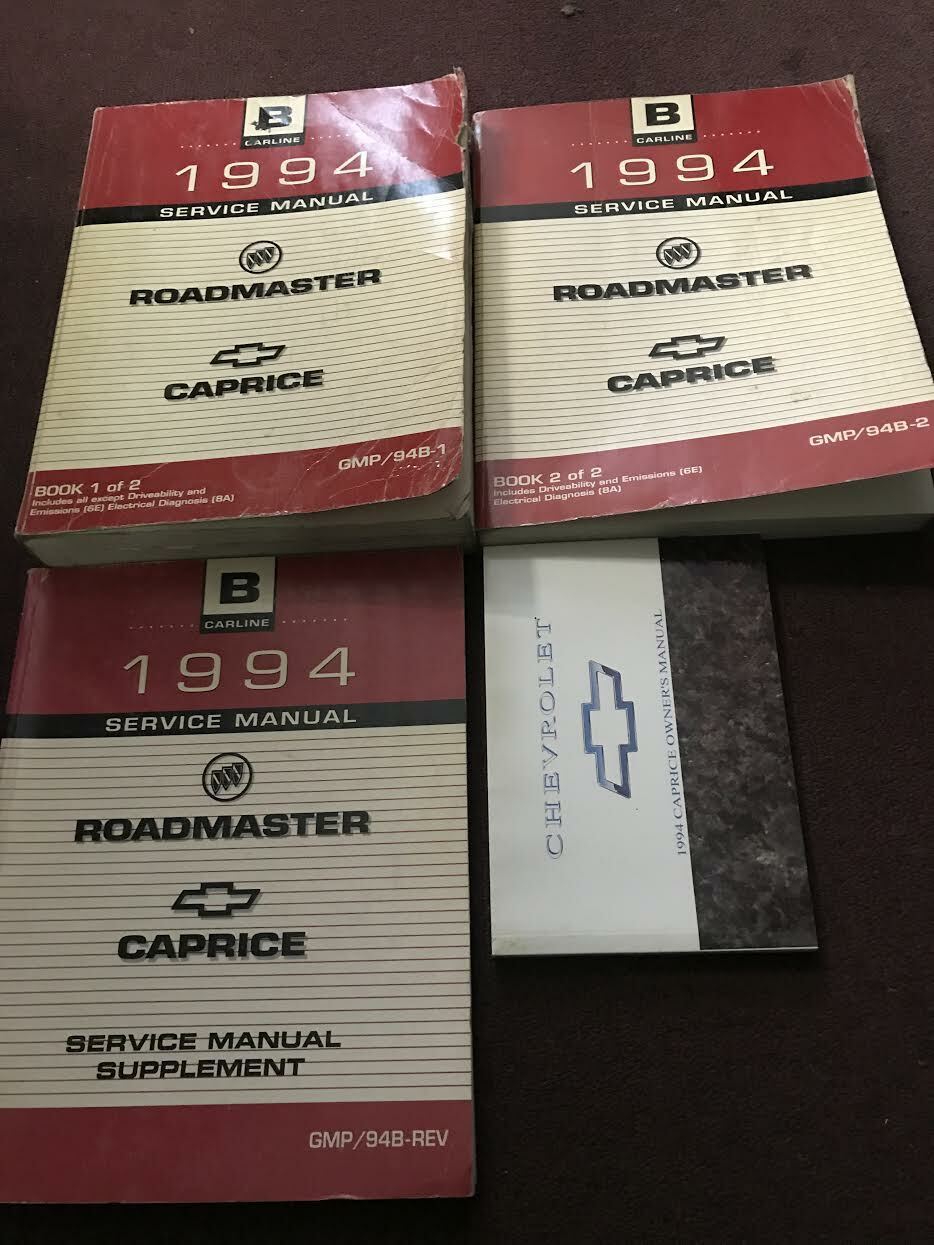 B
CARLINE
1994
SERVICE MANUAL
ROADMASTER
CAPRICE
GMP/94B-1
BOOK 1 of 2
Includes all except Driveability and
Emissions (6E) Electrical Diagnosis (8A)
B
CARLINE
1994
SERVICE MANUAL
ROADMASTER
CAPRICE
GMP/94B-2
BOOK 2 of 2
Includes Driveability and Emissions (6E)
Electrical Diagnosis (8A)
B
CARLINE
1994
SERVICE MANUAL
ROADMASTER
CAPRICE
SERVICE MANUAL
SUPPLEMENT
GMP/94B-REV
CHEVROLET
1994 CAPRICE OWNER'S MANUAL